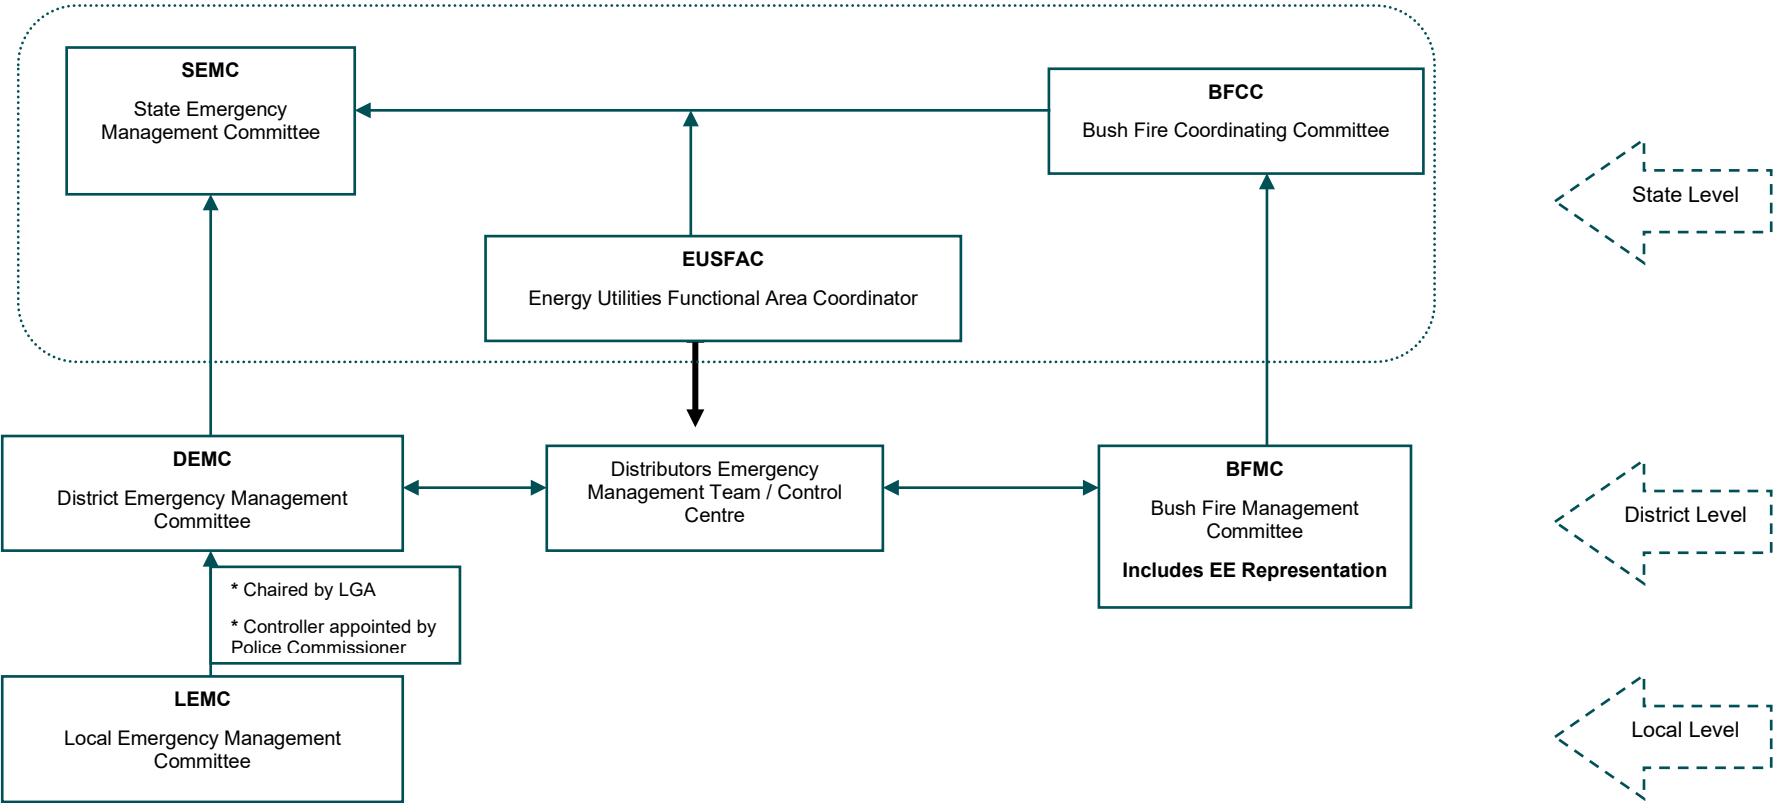 SEMC
State Emergency
Management Committee
BFCC
Bush Fire Coordinating Committee
State Level
EUSFAC
Energy Utilities Functional Area Coordinator
DEMC
District Emergency Management
Committee
Distributors Emergency
Management Team / Control
Centre
BFMC
Bush Fire Management
Committee
Includes EE Representation
District Level
* Chaired by LGA
* Controller appointed by
Police Commissioner
LEMC
Local Emergency Management
Committee
Local Level